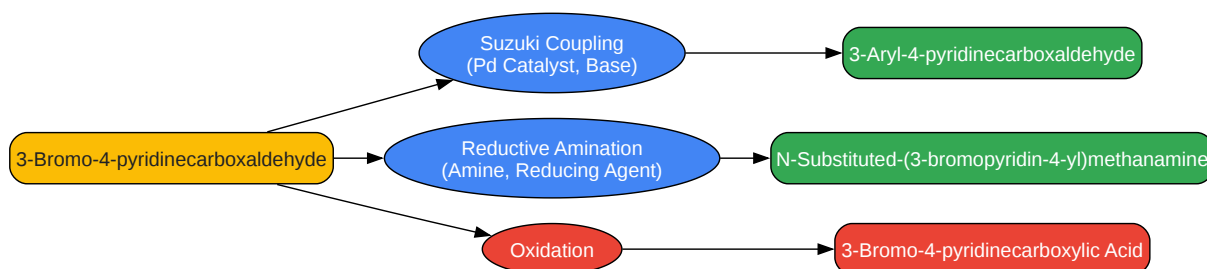 Suzuki Coupling
(Pd Catalyst, Base)
3-Aryl-4-pyridinecarboxaldehyde
3-Bromo-4-pyridinecarboxaldehyde
Reductive Amination
(Amine, Reducing Agent)
N-Substituted-(3-bromopyridin-4-yl)methanamine
Oxidation
3-Bromo-4-pyridinecarboxylic Acid